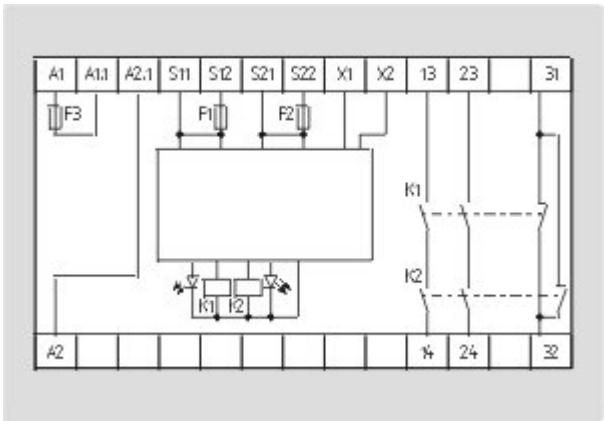 A1 A1.1 A2.1 S11 S12 S21 S22 X1 X2 13 23 31
F3 F1 F2
K1
K2
K1 K2
A2 14 24 32